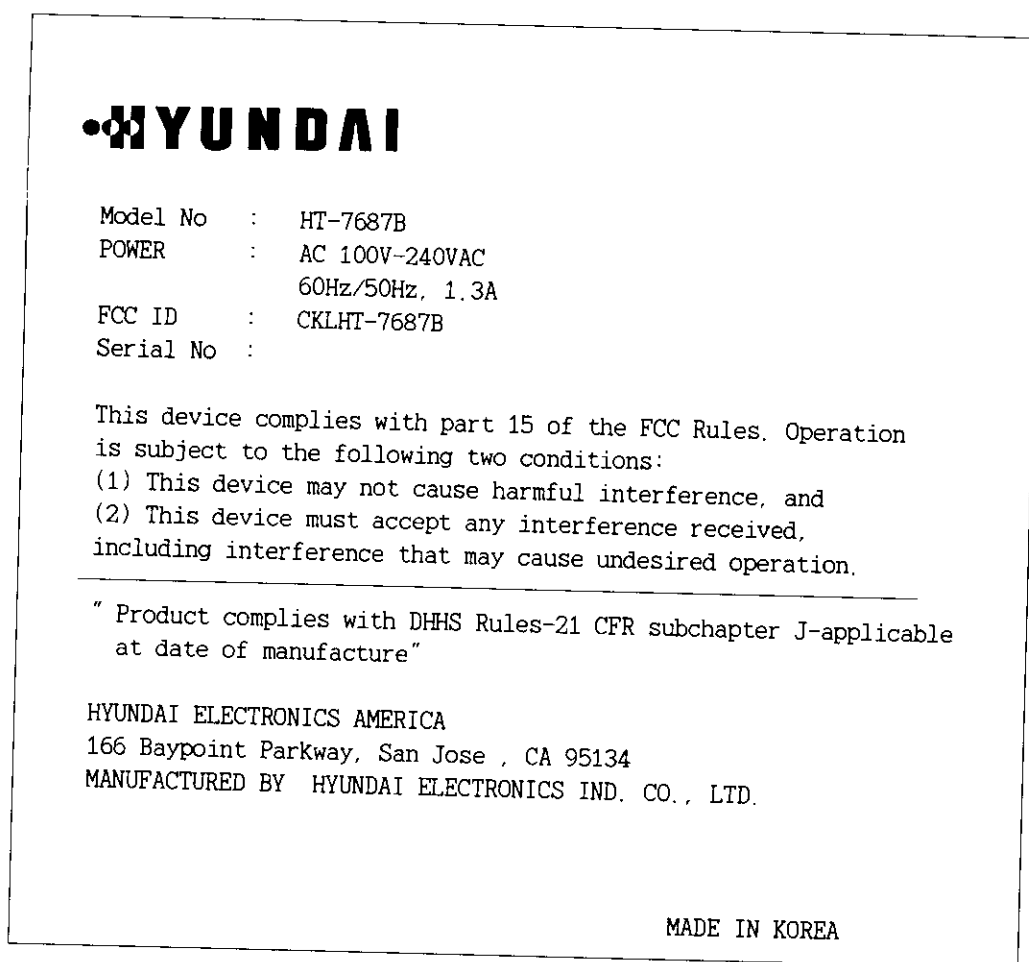 HYUNDAI
Model No : HT-7687B
POWER : AC 100V-240VAC
60Hz/50Hz, 1.3A
FCC ID : CKLHT-7687B
Serial No :
This device complies with part 15 of the FCC Rules. Operation
is subject to the following two conditions:
(1) This device may not cause harmful interference, and
(2) This device must accept any interference received,
including interference that may cause undesired operation.
" Product complies with DHHS Rules-21 CFR subchapter J-applicable
at date of manufacture"
HYUNDAI ELECTRONICS AMERICA
166 Baypoint Parkway, San Jose , CA 95134
MANUFACTURED BY HYUNDAI ELECTRONICS IND. CO., LTD.
MADE IN KOREA